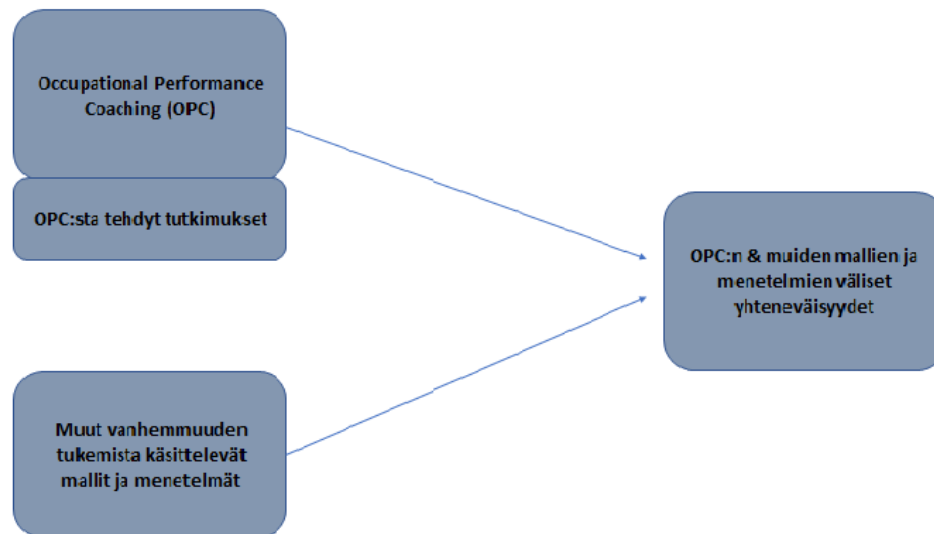 Occupational Performance
Coaching (OPC)
OPC:sta tehdyt tutkimukset
OPC:n & muiden mallien ja
menetelmien väliset
yhteneväisyydet
Muut vanhemmuuden
tukemista käsittelevät
mallit ja menetelmät